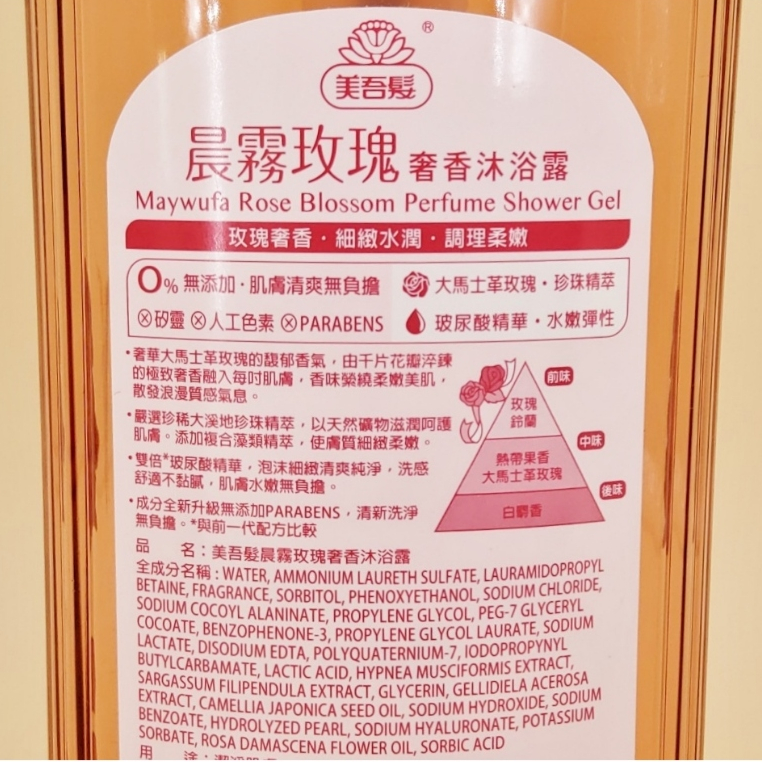 ®
美吾髮
晨霧玫瑰 奢香沐浴露
Maywufa Rose Blossom Perfume Shower Gel
玫瑰奢香·細緻水潤·調理柔嫩
0% 無添加·肌膚清爽無負擔
ⓧ矽靈 ⓧ人工色素 ⓧPARABENS
大馬士革玫瑰·珍珠精萃
玻尿酸精華·水嫩彈性
•奢華大馬士革玫瑰的馥郁香氣，由千片花瓣淬鍊
的極致奢香融入每吋肌膚，香味縈繞柔嫩美肌，
散發浪漫質感氣息。
•嚴選珍稀大溪地珍珠精萃，以天然礦物滋潤呵護
肌膚。添加複合藻類精萃，使膚質細緻柔嫩。
•雙倍*玻尿酸精華，泡沫細緻清爽純淨，洗感
舒適不黏膩，肌膚水嫩無負擔。
•成分全新升級無添加PARABENS，清新洗淨
無負擔。*與前一代配方比較
前味
玫瑰
鈴蘭
中味
熱帶果香
大馬士革玫瑰
後味
白麝香
品　　名：美吾髮晨霧玫瑰奢香沐浴露
全成分名稱：WATER, AMMONIUM LAURETH SULFATE, LAURAMIDOPROPYL
BETAINE, FRAGRANCE, SORBITOL, PHENOXYETHANOL, SODIUM CHLORIDE,
SODIUM COCOYL ALANINATE, PROPYLENE GLYCOL, PEG-7 GLYCERYL
COCOATE, BENZOPHENONE-3, PROPYLENE GLYCOL LAURATE, SODIUM
LACTATE, DISODIUM EDTA, POLYQUATERNIUM-7, IODOPROPYNYL
BUTYLCARBAMATE, LACTIC ACID, HYPNEA MUSCIFORMIS EXTRACT,
SARGASSUM FILIPENDULA EXTRACT, GLYCERIN, GELLIDIELA ACEROSA
EXTRACT, CAMELLIA JAPONICA SEED OIL, SODIUM HYDROXIDE, SODIUM
BENZOATE, HYDROLYZED PEARL, SODIUM HYALURONATE, POTASSIUM
SORBATE, ROSA DAMASCENA FLOWER OIL, SORBIC ACID
用　　途：